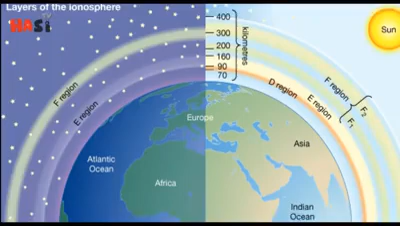 Layers of the ionosphere
HASi
400
300
200
160
90
70
kilometres
Sun
F region
E region
D region
E region
F region
F₁
F₂
Europe
Asia
Atlantic
Ocean
Africa
Indian
Ocean